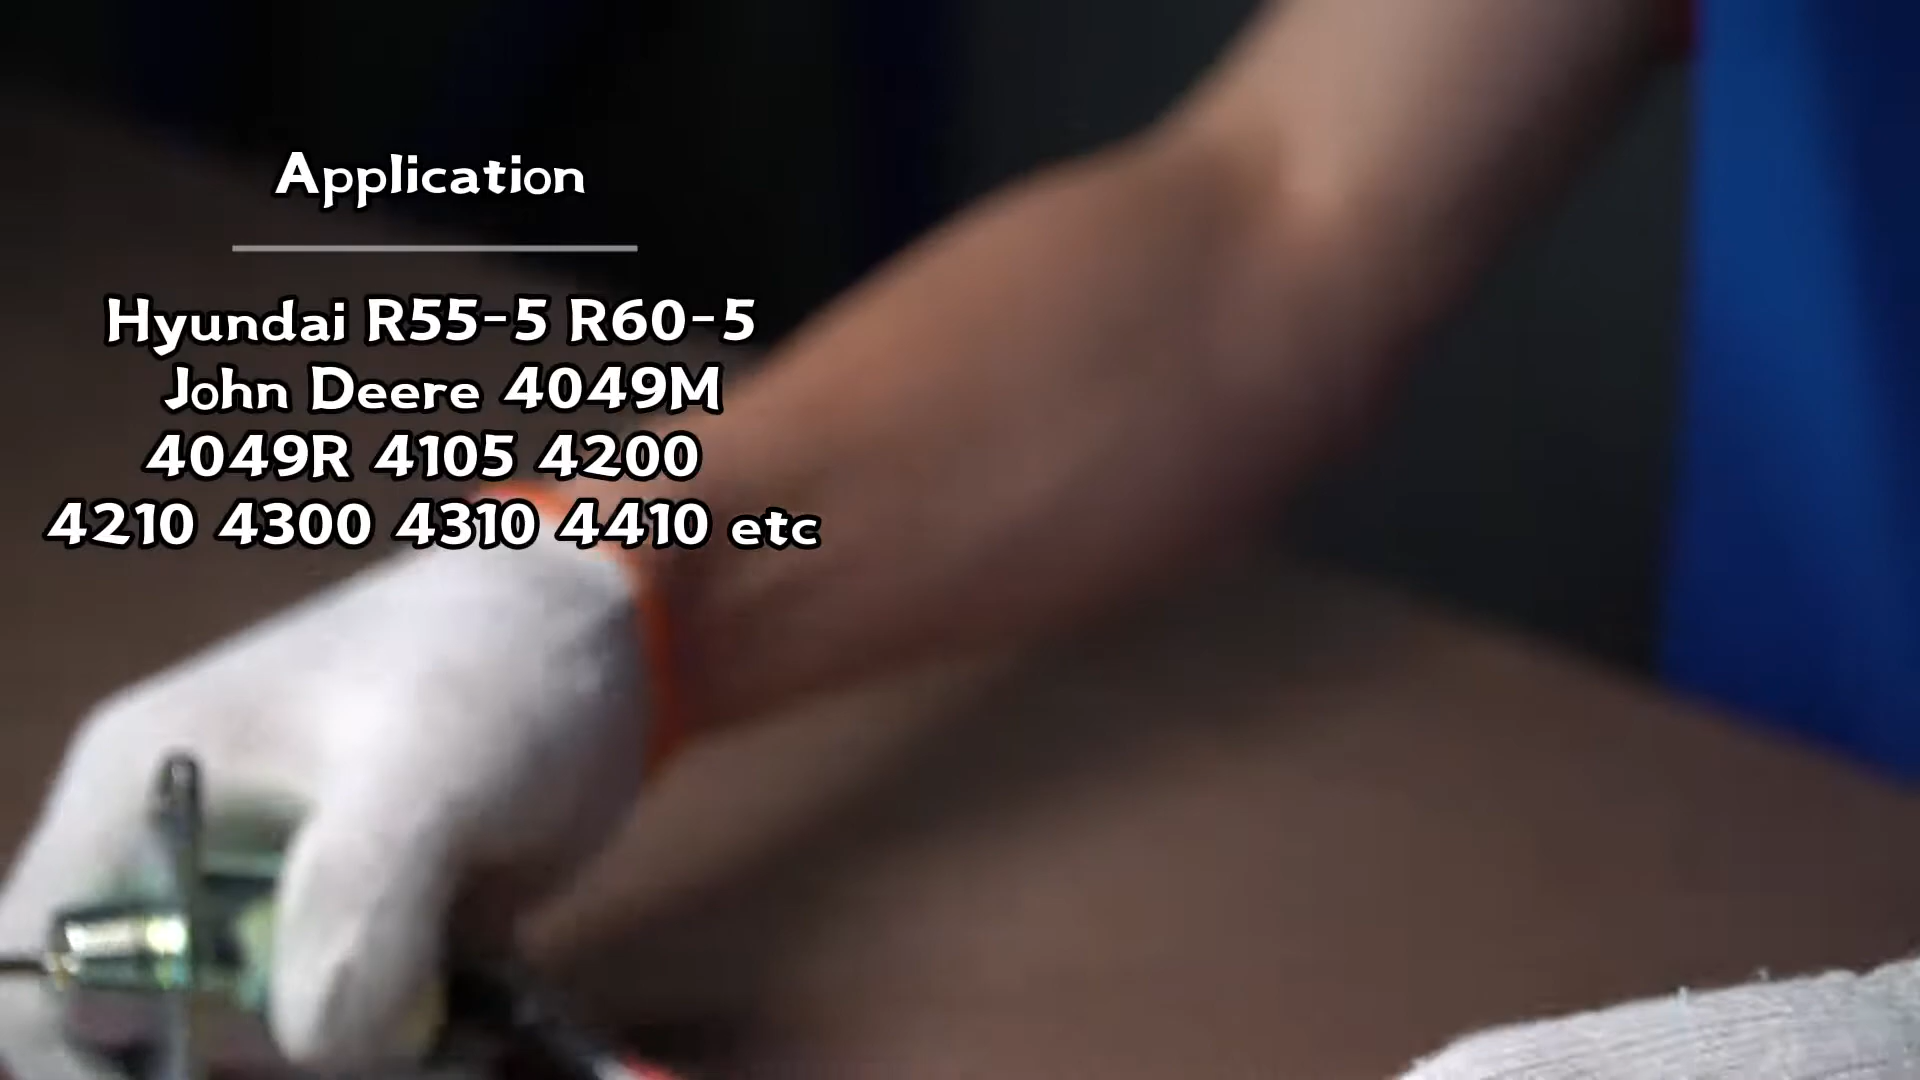 Application
Hyundai R55-5 R60-5
John Deere 4049M
4049R 4105 4200
4210 4300 4310 4410 etc